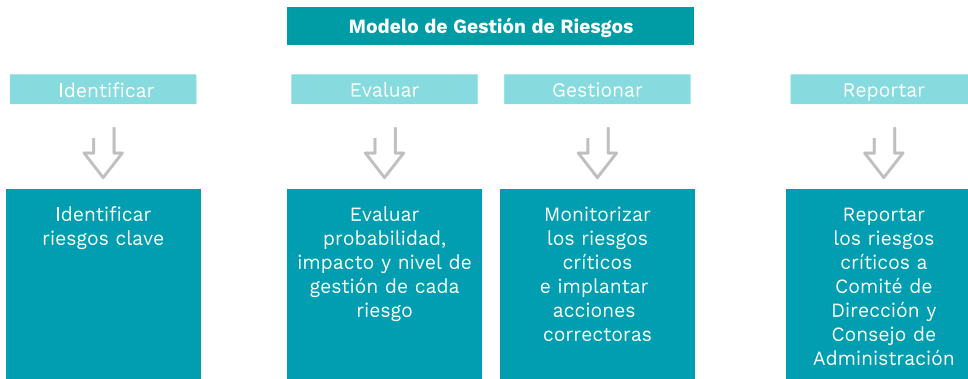 Modelo de Gestión de Riesgos
Identificar
Evaluar
Gestionar
Reportar
Identificar
riesgos clave
Evaluar
probabilidad,
impacto y nivel de
gestión de cada
riesgo
Monitorizar
los riesgos
críticos
e implantar
acciones
correctoras
Reportar
los riesgos
críticos a
Comité de
Dirección y
Consejo de
Administración